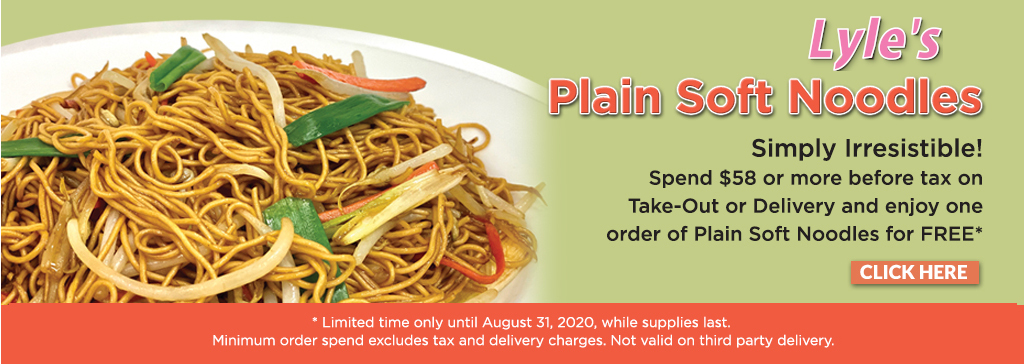 Lyle's
Plain Soft Noodles
Simply Irresistible!
Spend $58 or more before tax on
Take-Out or Delivery and enjoy one
order of Plain Soft Noodles for FREE*
CLICK HERE
* Limited time only until August 31, 2020, while supplies last.
Minimum order spend excludes tax and delivery charges. Not valid on third party delivery.